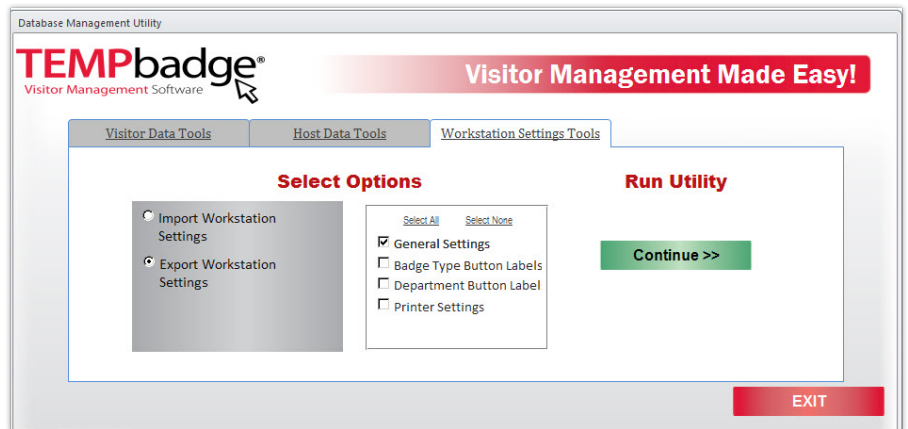 Database Management Utility
TEMPbadge®
Visitor Management Software
Visitor Management Made Easy!
Visitor Data Tools
Host Data Tools
Workstation Settings Tools
Select Options
Run Utility
Import Workstation
Settings
Export Workstation
Settings
Select All
Select None
General Settings
Badge Type Button Labels
Department Button Label
Printer Settings
Continue >>
EXIT